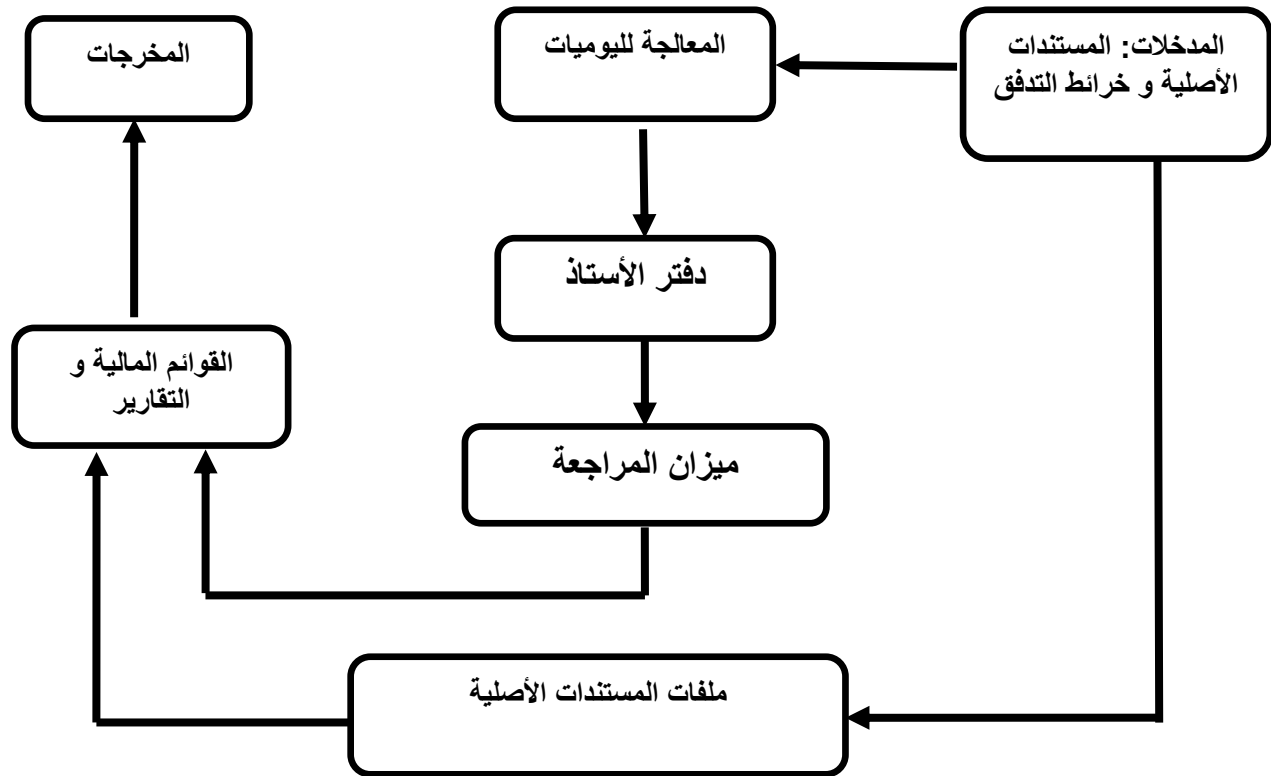 المدخلات: المستندات
الأصلية و خرائط التدفق
المعالجة لليوميات
المخرجات
دفتر الأستاذ
القوائم المالية و
التقارير
ميزان المراجعة
ملفات المستندات الأصلية